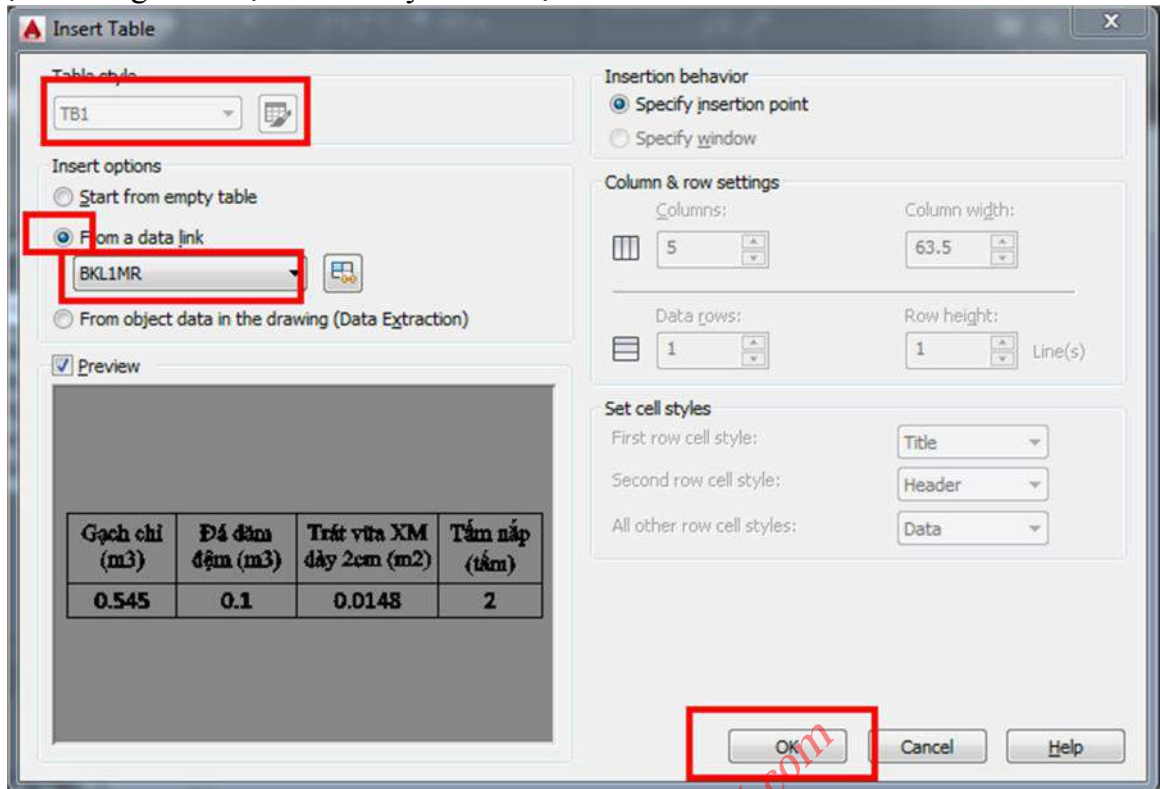 Insert Table
Table style
TB1
Insert options
Start from empty table
From a data link
BKL1MR
From object data in the drawing (Data Extraction)
Preview
Gạch chỉ (m3)
Đá dăm đệm (m3)
Trát vữa XM dày 2cm (m2)
Tấm nắp (tấm)
0.545
0.1
0.0148
2
Insertion behavior
Specify insertion point
Specify window
Column & row settings
Columns:
Column width:
5
63.5
Data rows:
Row height:
1
1
Line(s)
Set cell styles
First row cell style:
Title
Second row cell style:
Header
All other row cell styles:
Data
OK
Cancel
Help